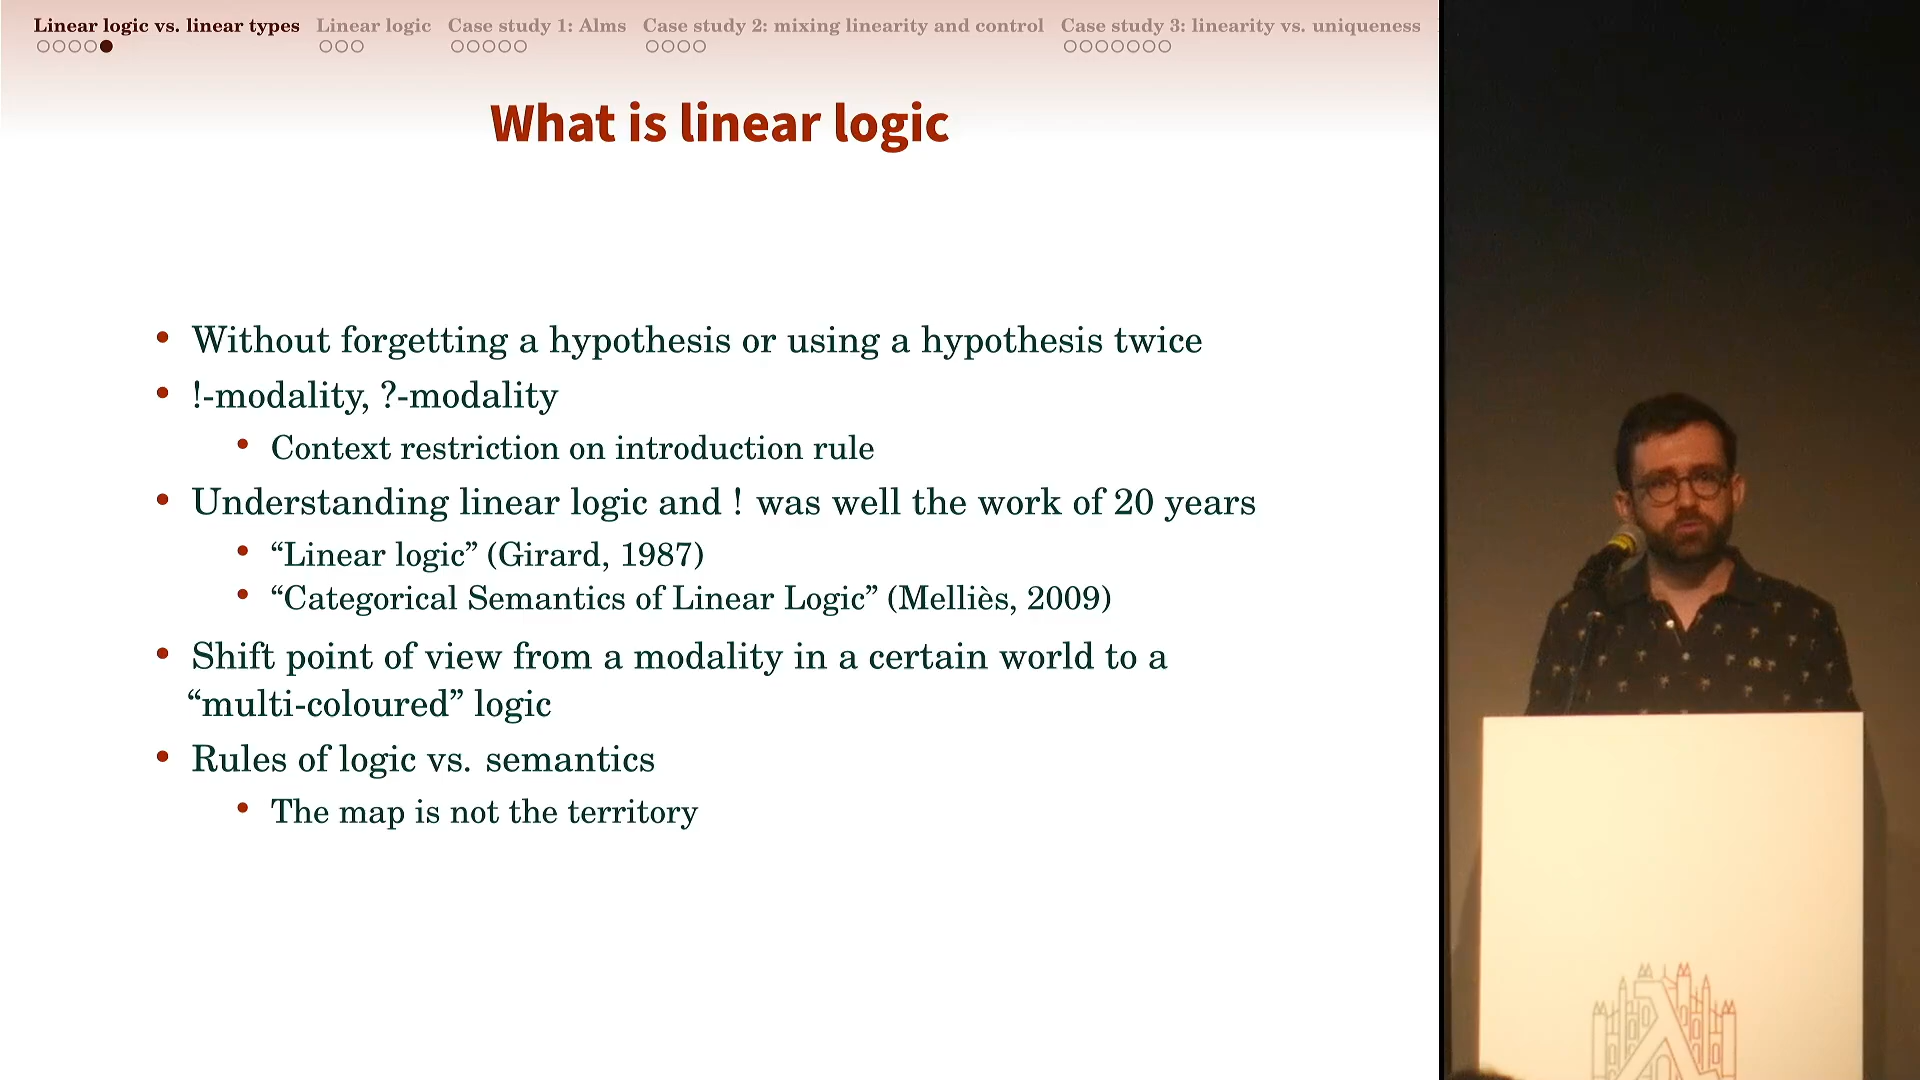 Linear logic vs. linear types Linear logic Case study 1: Alms Case study 2: mixing linearity and control Case study 3: linearity vs. uniqueness
What is linear logic
• Without forgetting a hypothesis or using a hypothesis twice
• !-modality, ?-modality
• Context restriction on introduction rule
• Understanding linear logic and ! was well the work of 20 years
• “Linear logic” (Girard, 1987)
• “Categorical Semantics of Linear Logic” (Melliès, 2009)
• Shift point of view from a modality in a certain world to a
“multi-coloured” logic
• Rules of logic vs. semantics
• The map is not the territory